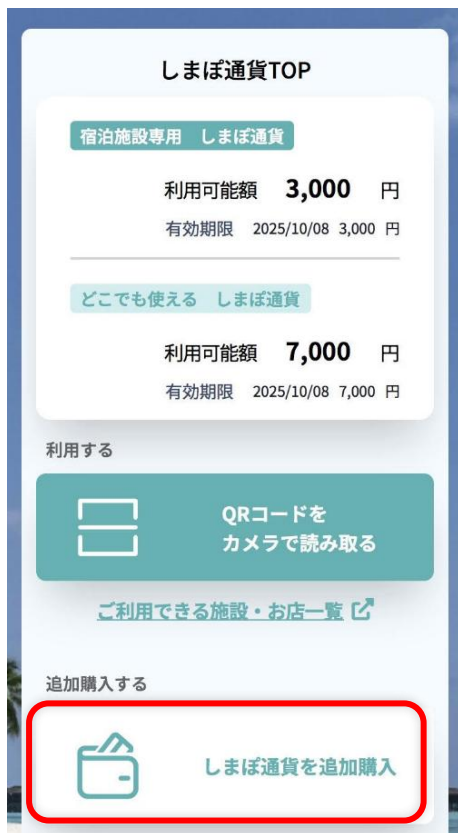 しまぽ通貨TOP
宿泊施設専用 しまぽ通貨
利用可能額 3,000 円
有効期限 2025/10/08 3,000 円
どこでも使える しまぽ通貨
利用可能額 7,000 円
有効期限 2025/10/08 7,000 円
利用する
QRコードを
カメラで読み取る
ご利用できる施設・お店一覧
追加購入する
しまぽ通貨を追加購入